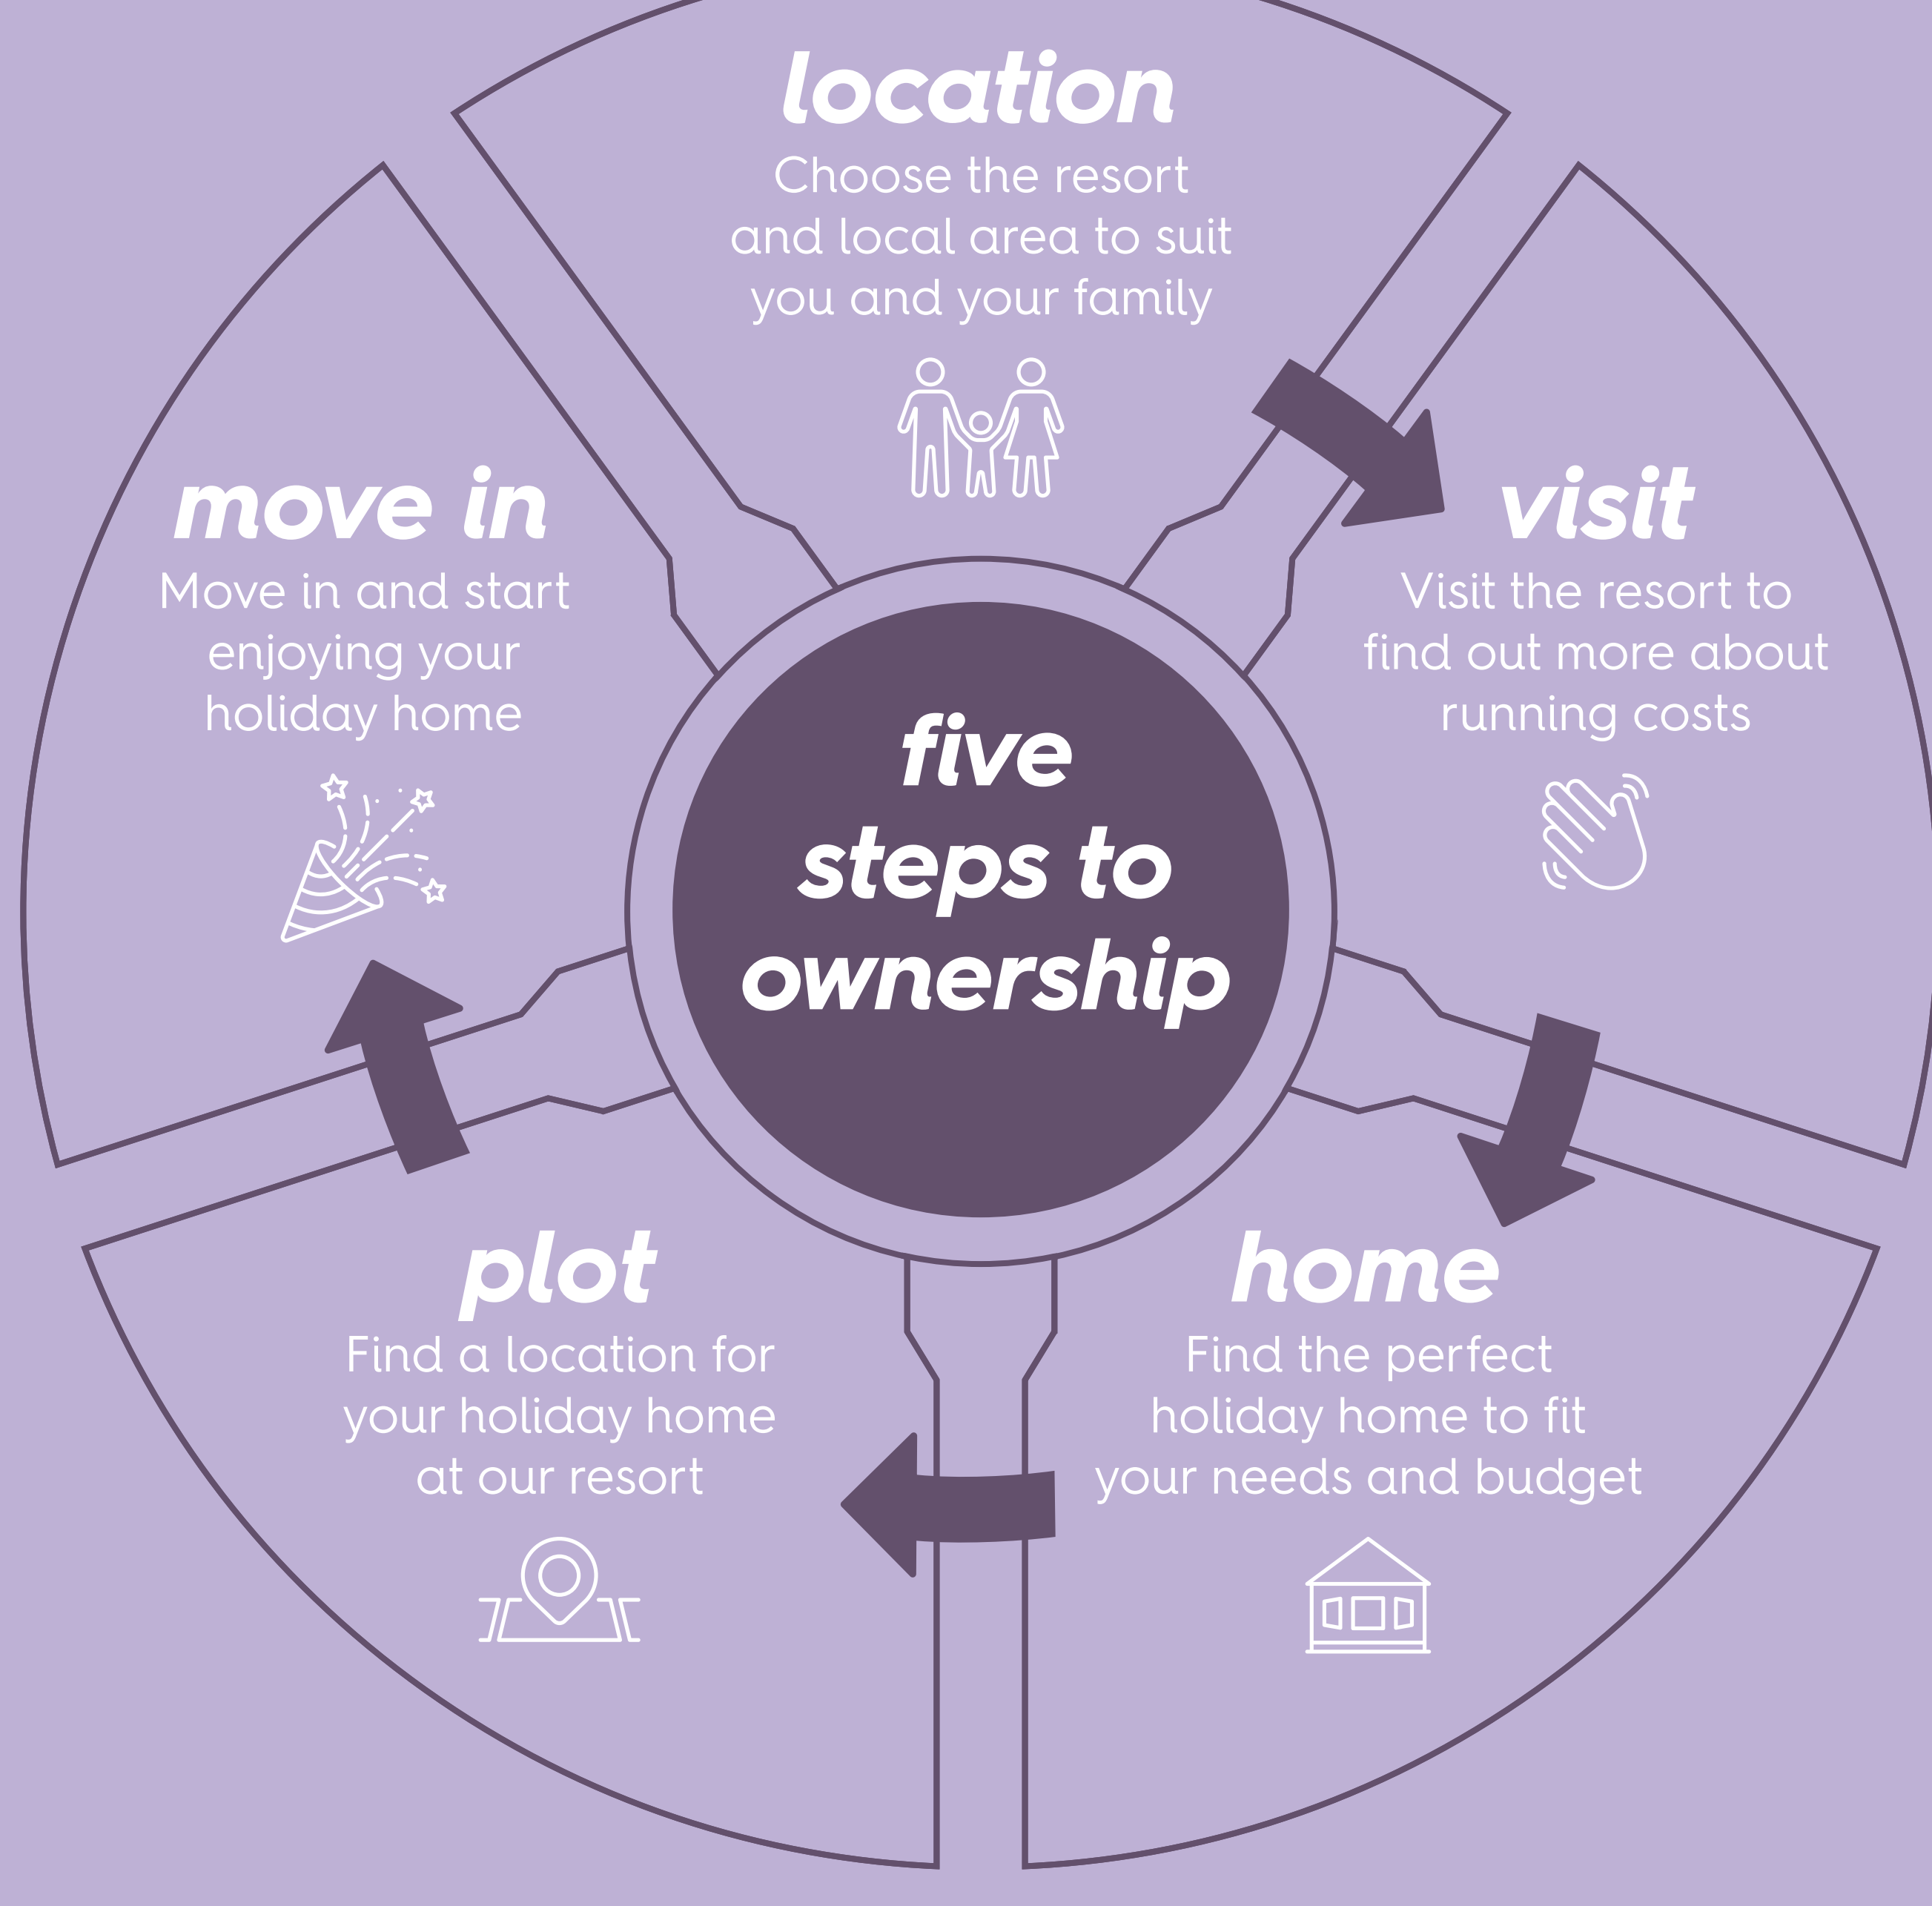 location
Choose the resort
and local area to suit
you and your family
visit
Visit the resort to
find out more about
running costs
home
Find the perfect
holiday home to fit
your needs and budget
plot
Find a location for
your holiday home
at our resort
move in
Move in and start
enjoying your
holiday home
five
steps to
ownership